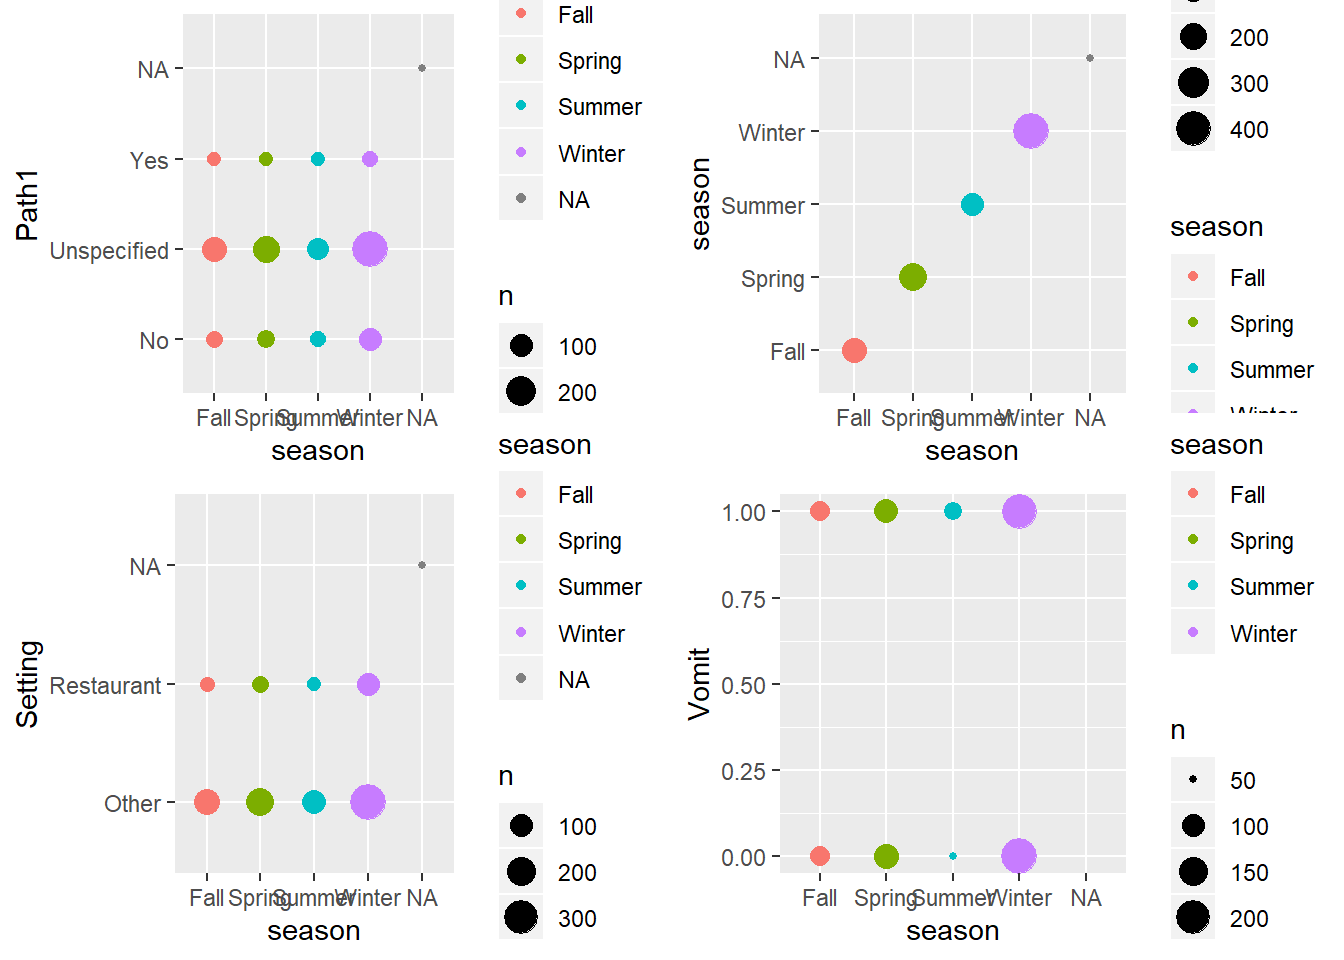 Path1
NA
Yes
Unspecified
No
Fall Spring Summer Winter NA
season
Fall
Spring
Summer
Winter
NA
n
100
200
season
NA
Winter
Summer
Spring
Fall
Fall Spring Summer Winter NA
season
200
300
400
season
Fall
Spring
Summer
Winter
Setting
NA
Restaurant
Other
Fall Spring Summer Winter NA
season
season
Fall
Spring
Summer
Winter
NA
n
100
200
300
Vomit
1.00
0.75
0.50
0.25
0.00
Fall Spring Summer Winter NA
season
season
Fall
Spring
Summer
Winter
n
50
100
150
200